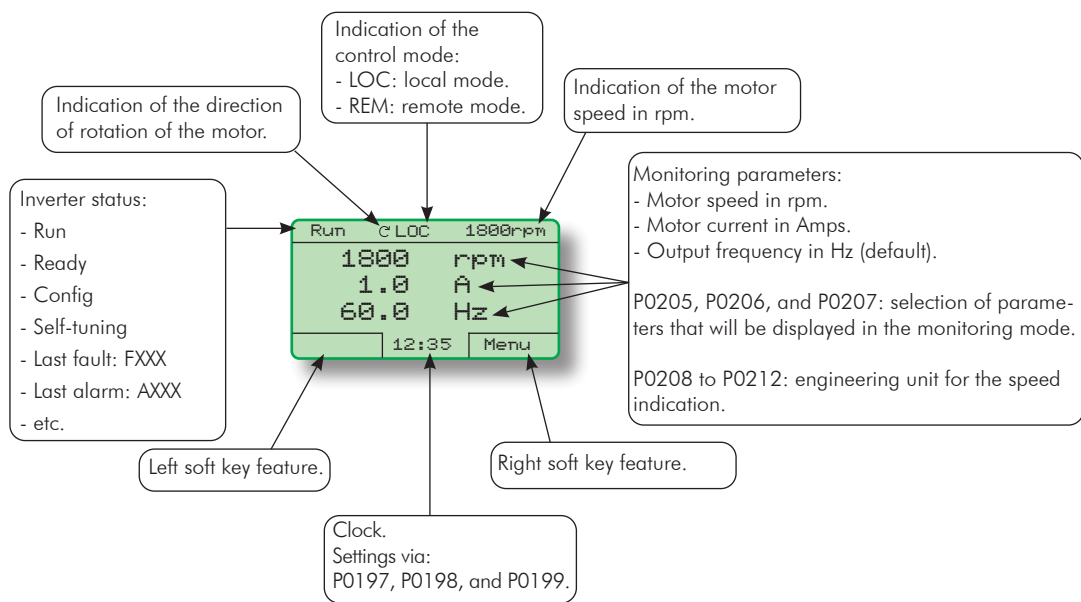 Indication of the
control mode:
- LOC: local mode.
- REM: remote mode.
Indication of the direction
of rotation of the motor.
Indication of the motor
speed in rpm.
Inverter status:
- Run
- Ready
- Config
- Self-tuning
- Last fault: FXXX
- Last alarm: AXXX
- etc.
Run LOC 1800rpm
1800 rpm
1.0 A
60.0 Hz
12:35 Menu
Monitoring parameters:
- Motor speed in rpm.
- Motor current in Amps.
- Output frequency in Hz (default).
P0205, P0206, and P0207: selection of parame-
ters that will be displayed in the monitoring mode.
P0208 to P0212: engineering unit for the speed
indication.
Left soft key feature.
Right soft key feature.
Clock.
Settings via:
P0197, P0198, and P0199.